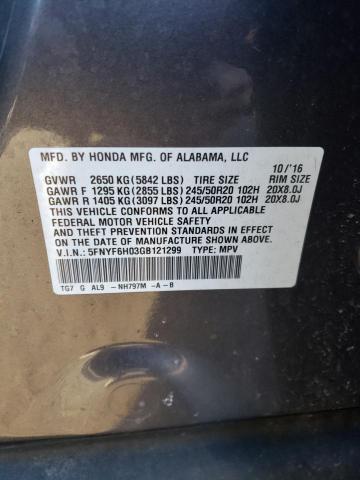 MFD. BY HONDA MFG. OF ALABAMA, LLC 10/'16
GVWR 2650 KG (5842 LBS) TIRE SIZE RIM SIZE
GAWR F 1295 KG (2855 LBS) 245/50R20 102H 20X8.0J
GAWR R 1405 KG (3097 LBS) 245/50R20 102H 20X8.0J
THIS VEHICLE CONFORMS TO ALL APPLICABLE
FEDERAL MOTOR VEHICLE SAFETY STANDARDS IN
EFFECT ON THE DATE OF MANUFACTURE SHOWN ABOVE.
V.I.N.: 5FNYF6H03GB121299 TYPE: MPV
TG7 G AL9 -NH797M -A-B